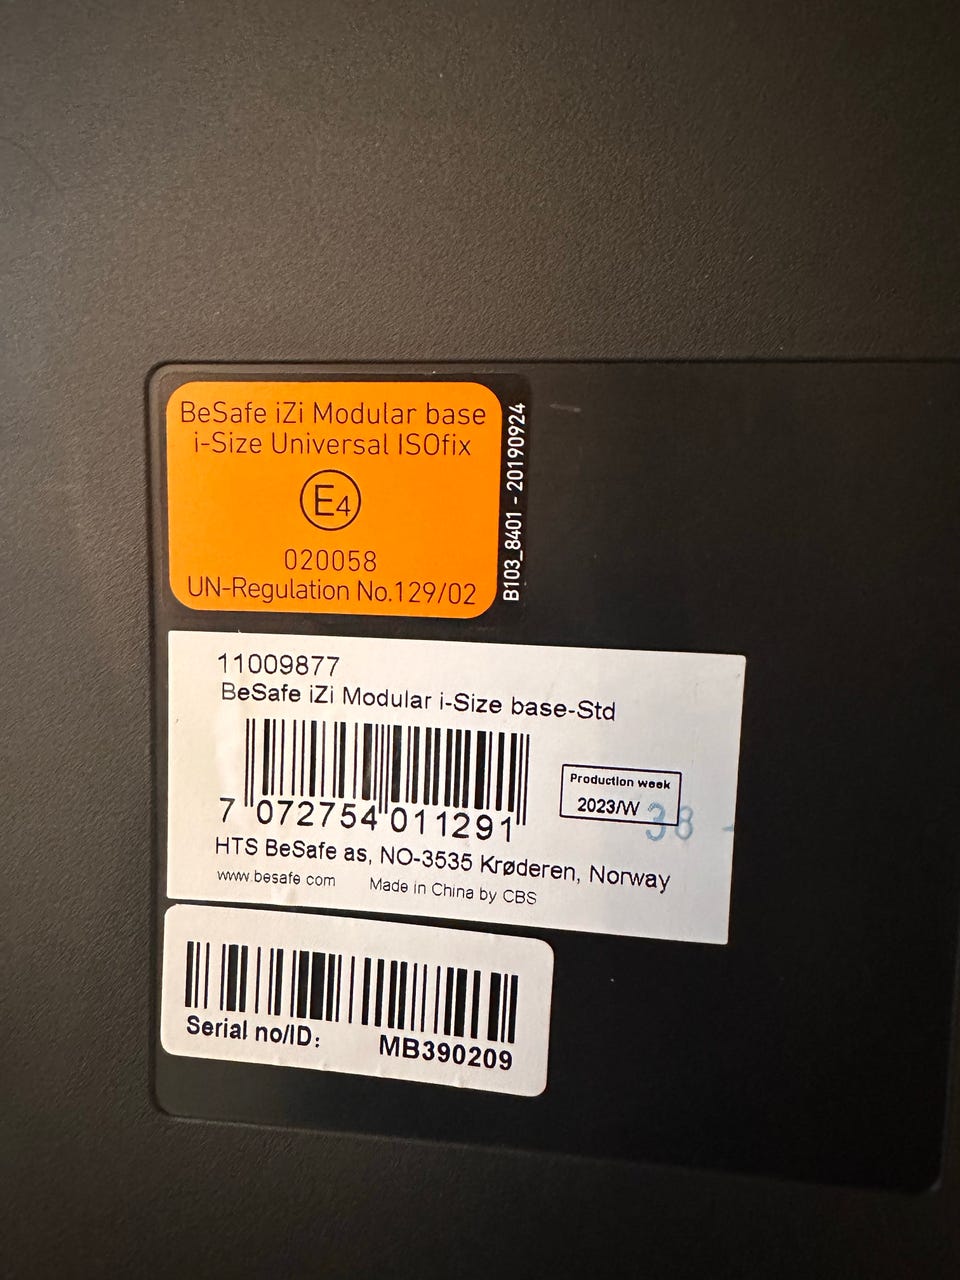 BeSafe iZi Modular base
i-Size Universal ISOfix
E4
020058
UN-Regulation No.129/02
B103_8401 - 20190924
11009877
BeSafe iZi Modular i-Size base-Std
7 072754 011291
Production week
2023/W 38
HTS BeSafe as, NO-3535 Krøderen, Norway
www.besafe.com Made in China by CBS
Serial no/ID: MB390209